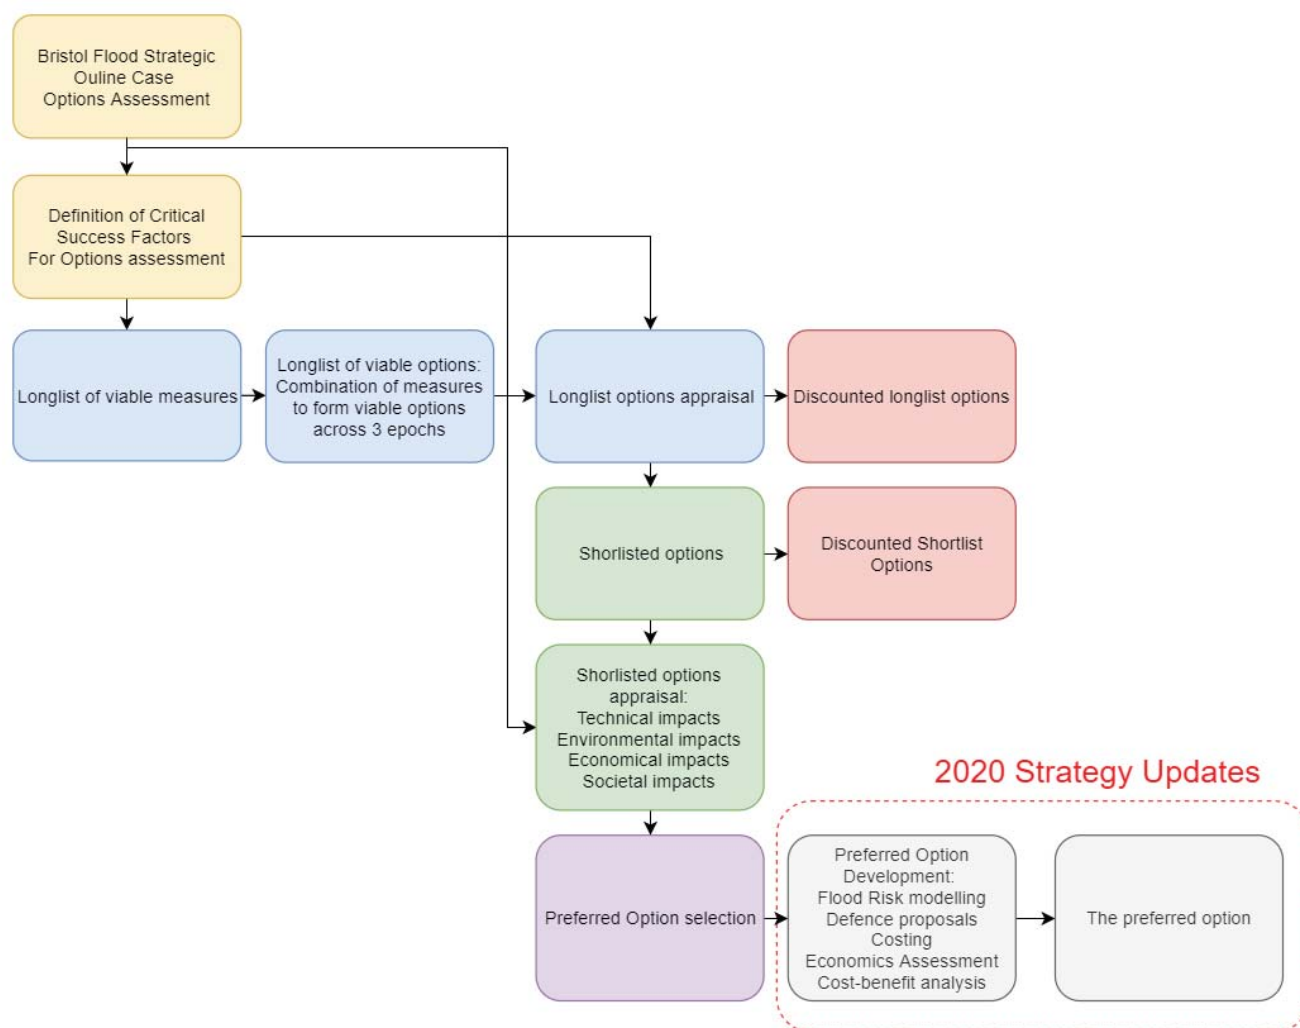 Bristol Flood Strategic
Ouline Case
Options Assessment
Definition of Critical
Success Factors
For Options assessment
Longlist of viable measures
Longlist of viable options:
Combination of measures
to form viable options
across 3 epochs
Longlist options appraisal
Discounted longlist options
Shorlisted options
Discounted Shortlist
Options
Shorlisted options
appraisal:
Technical impacts
Environmental impacts
Economical impacts
Societal impacts
2020 Strategy Updates
Preferred Option selection
Preferred Option
Development:
Flood Risk modelling
Defence proposals
Costing
Economics Assessment
Cost-benefit analysis
The preferred option